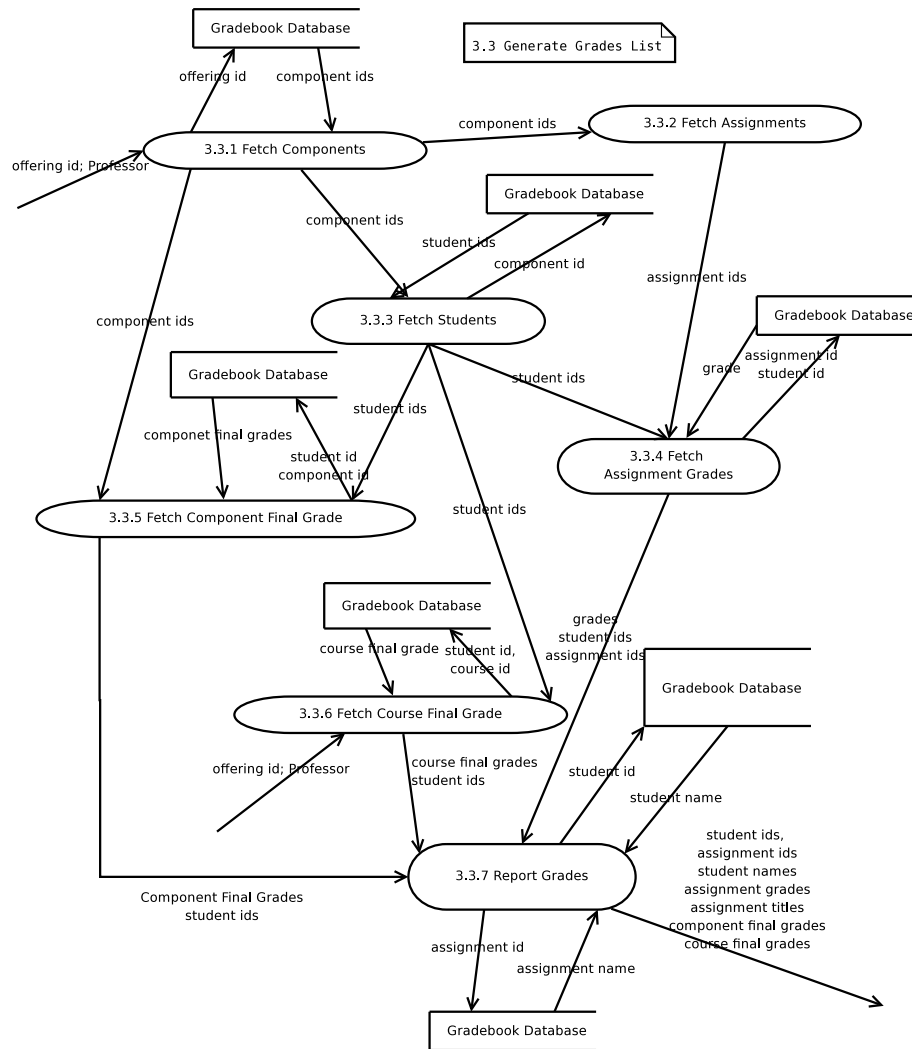 Gradebook Database
3.3 Generate Grades List
offering id
component ids
component ids
3.3.2 Fetch Assignments
3.3.1 Fetch Components
offering id; Professor
Gradebook Database
component ids
student ids
component id
assignment ids
3.3.3 Fetch Students
component ids
Gradebook Database
assignment id
student id
grade
Gradebook Database
student ids
student ids
componet final grades
student id
component id
3.3.4 Fetch
Assignment Grades
student ids
3.3.5 Fetch Component Final Grade
Gradebook Database
grades
student ids
assignment ids
course final grade
student id,
course id
Gradebook Database
3.3.6 Fetch Course Final Grade
offering id; Professor
course final grades
student ids
student id
student name
student ids,
assignment ids
student names
assignment grades
assignment titles
component final grades
course final grades
3.3.7 Report Grades
Component Final Grades
student ids
assignment id
assignment name
Gradebook Database